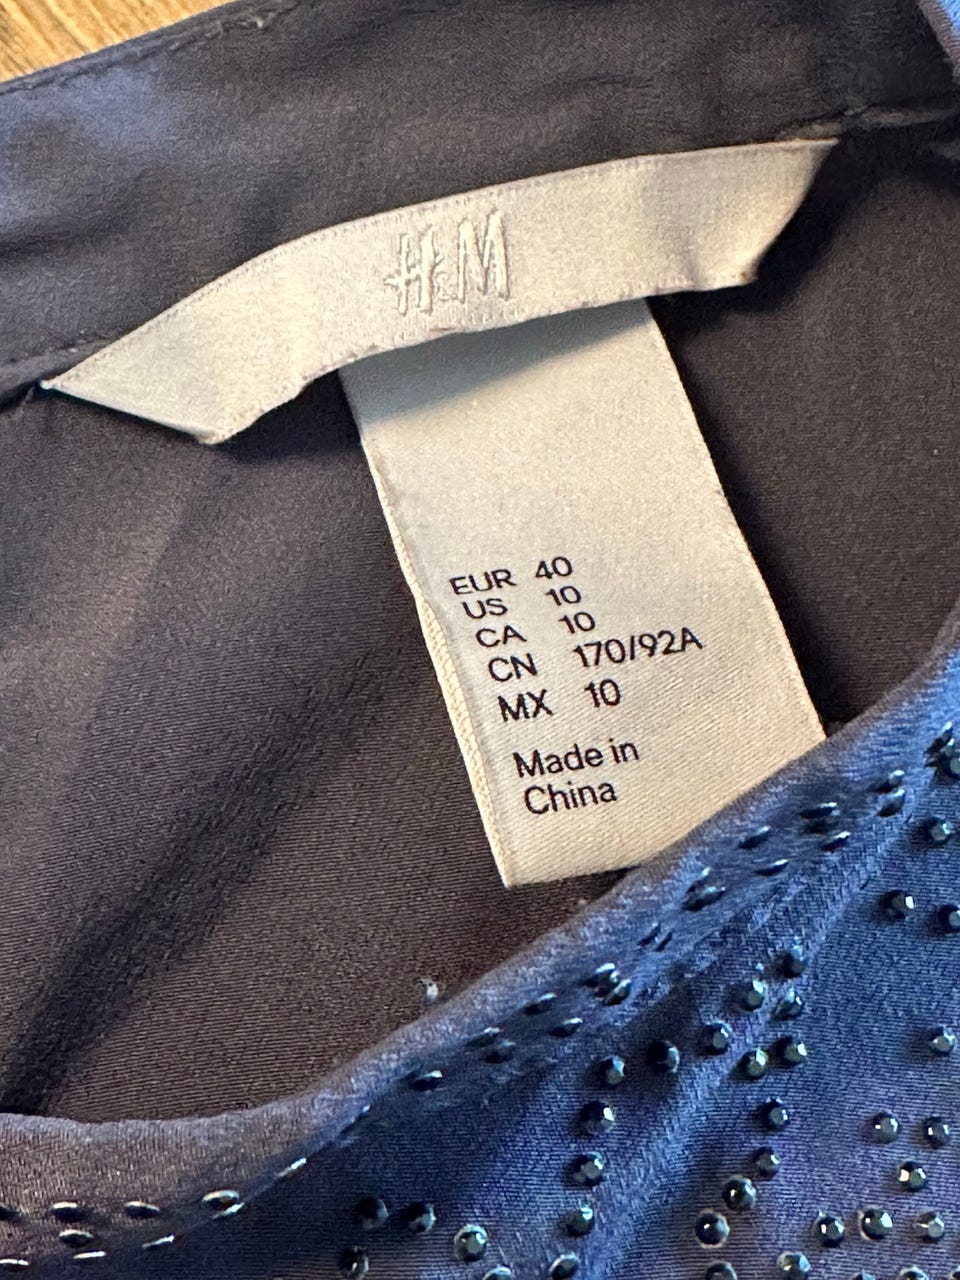 H&M
EUR 40
US 10
CA 10
CN 170/92A
MX 10
Made in
China